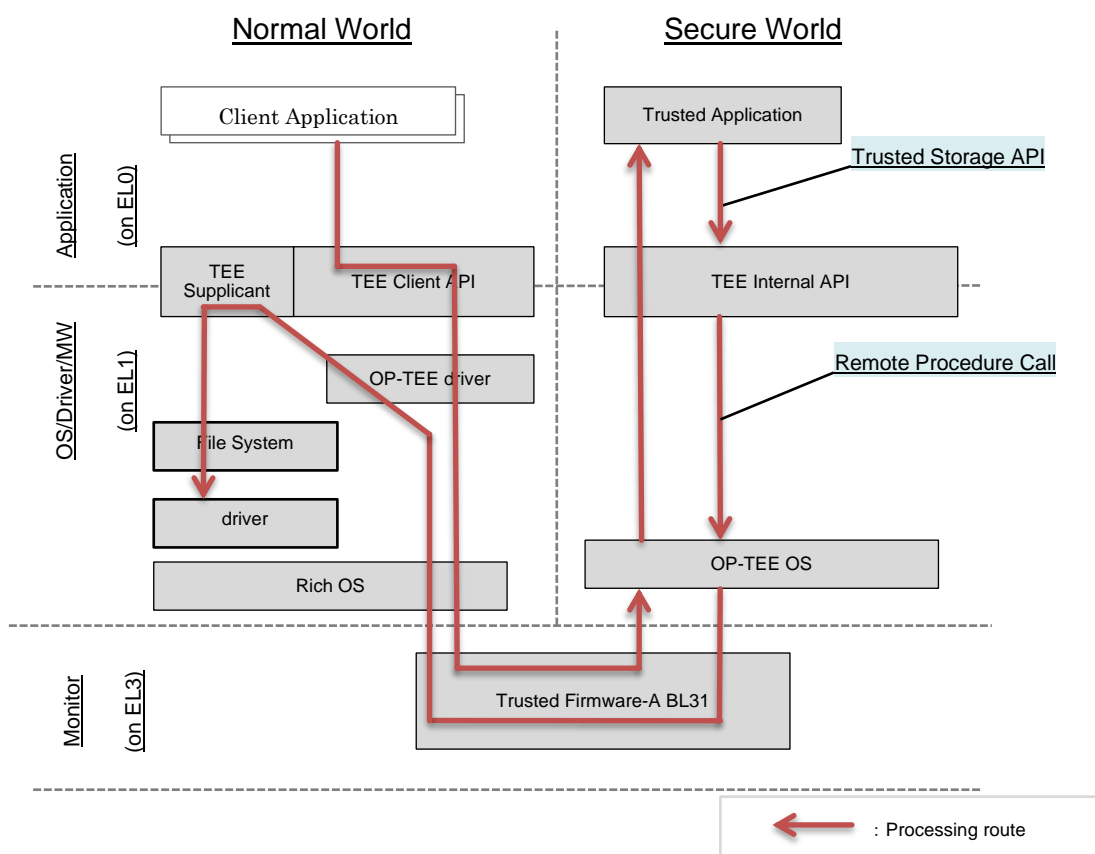 Normal World
Secure World
Client Application
Trusted Application
Application
(on EL0)
Trusted Storage API
TEE
Supplicant
TEE Client API
TEE Internal API
OS/Driver/MW
(on EL1)
OP-TEE driver
Remote Procedure Call
File System
driver
OP-TEE OS
Rich OS
Monitor
(on EL3)
Trusted Firmware-A BL31
: Processing route